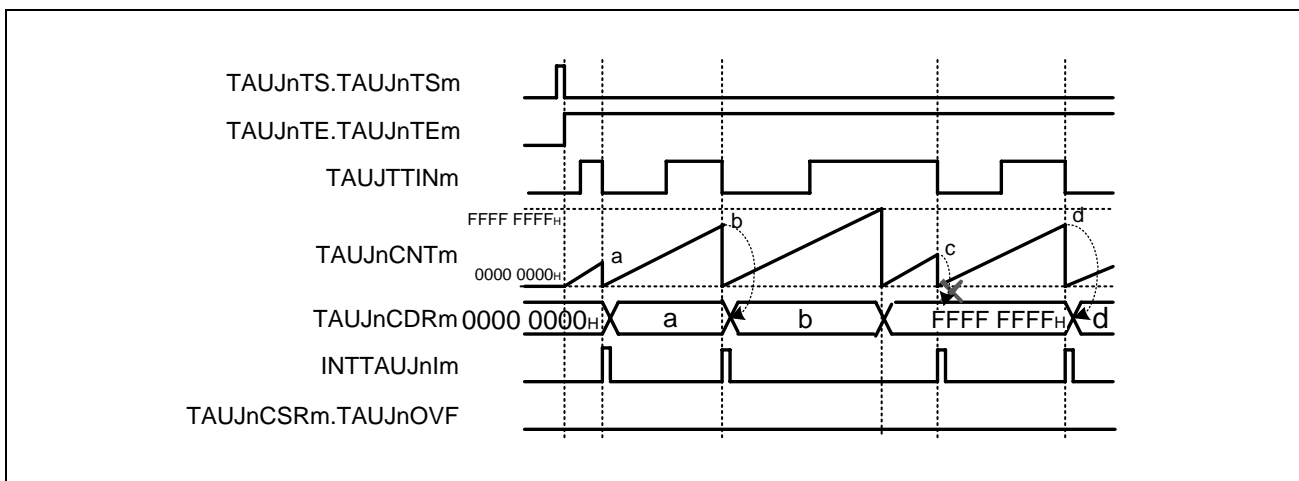 TAUJnTS.TAUJnTSm
TAUJnTE.TAUJnTEm
TAUJTTINm
FFFF FFFFH
TAUJnCNTm
0000 0000H
a
b
c
d
TAUJnCDRm
0000 0000H
a
b
FFFF FFFFH
d
INTTAUJnIm
TAUJnCSRm.TAUJnOVF